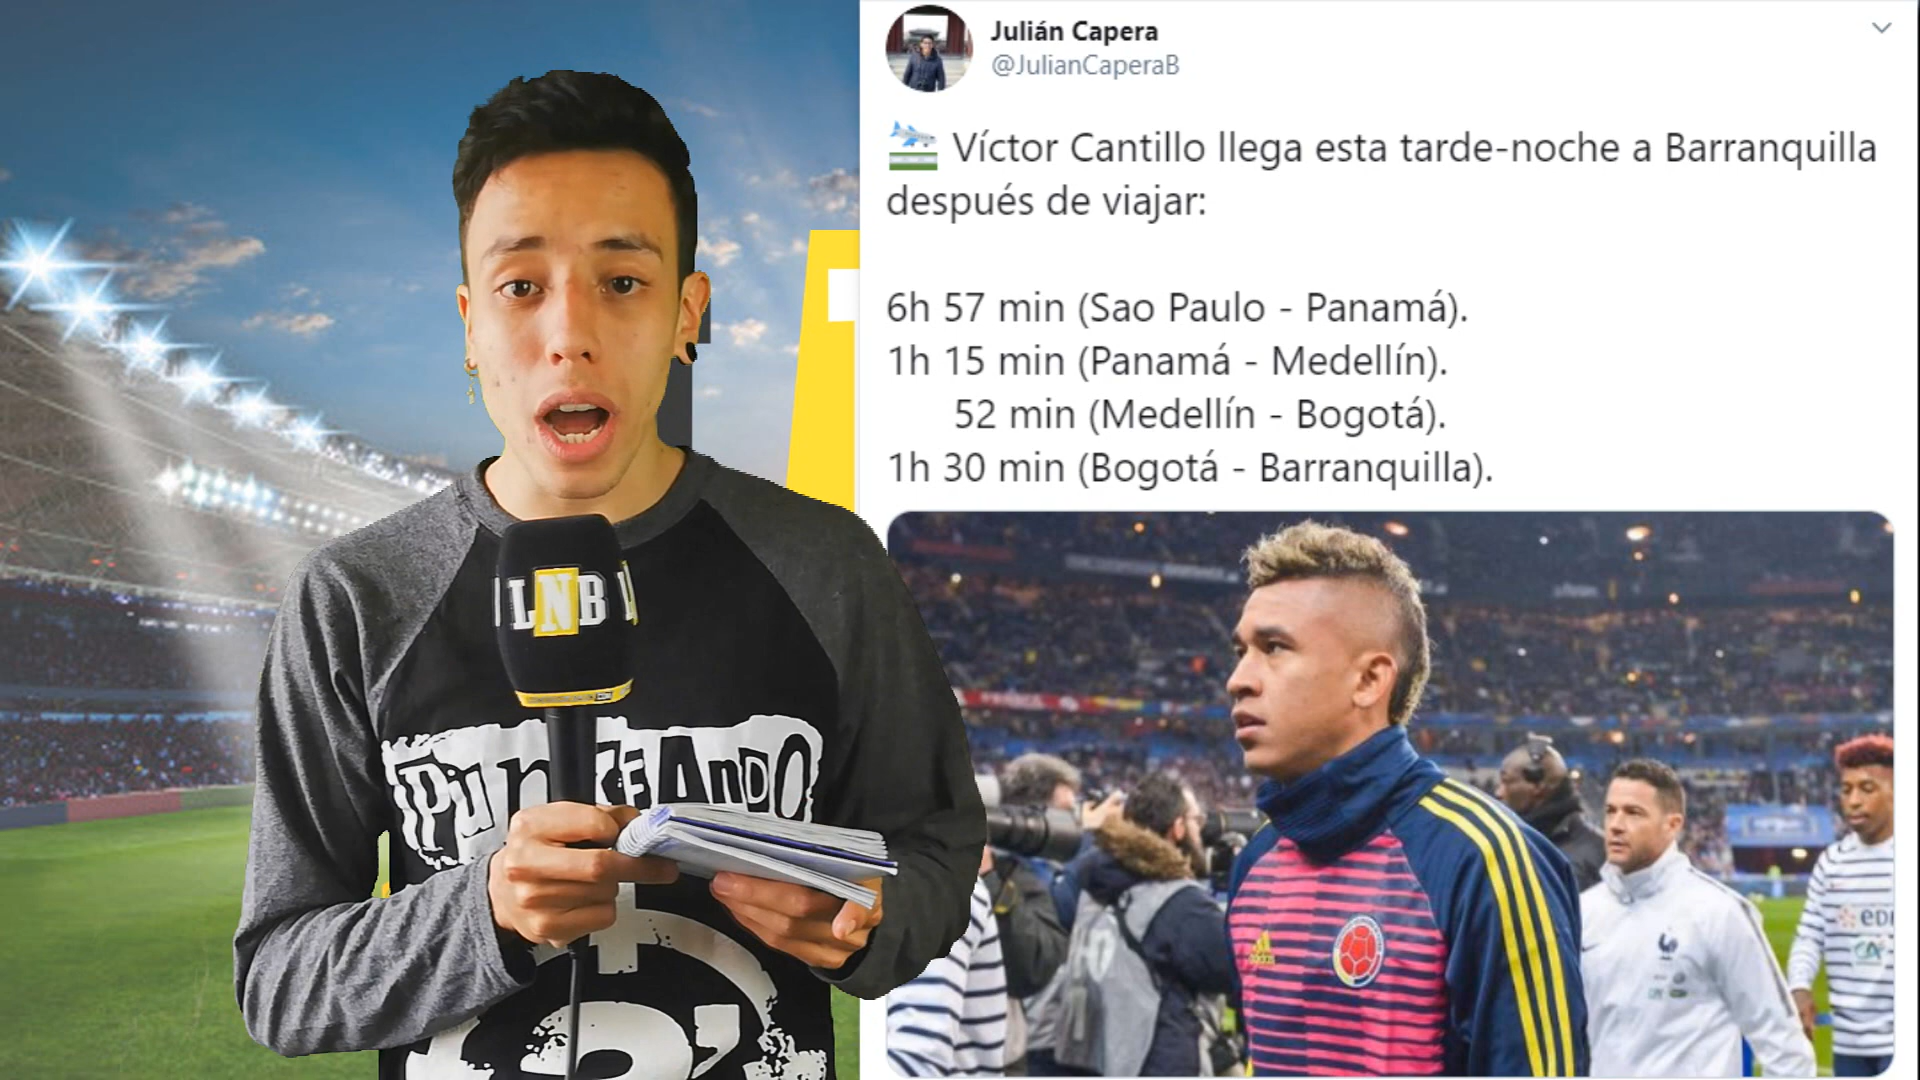 Julián Capera
@JulianCaperaB
Víctor Cantillo llega esta tarde-noche a Barranquilla
después de viajar:
6h 57 min (Sao Paulo - Panamá).
1h 15 min (Panamá - Medellín).
52 min (Medellín - Bogotá).
1h 30 min (Bogotá - Barranquilla).
LNB
PunKEAnDO
adidas